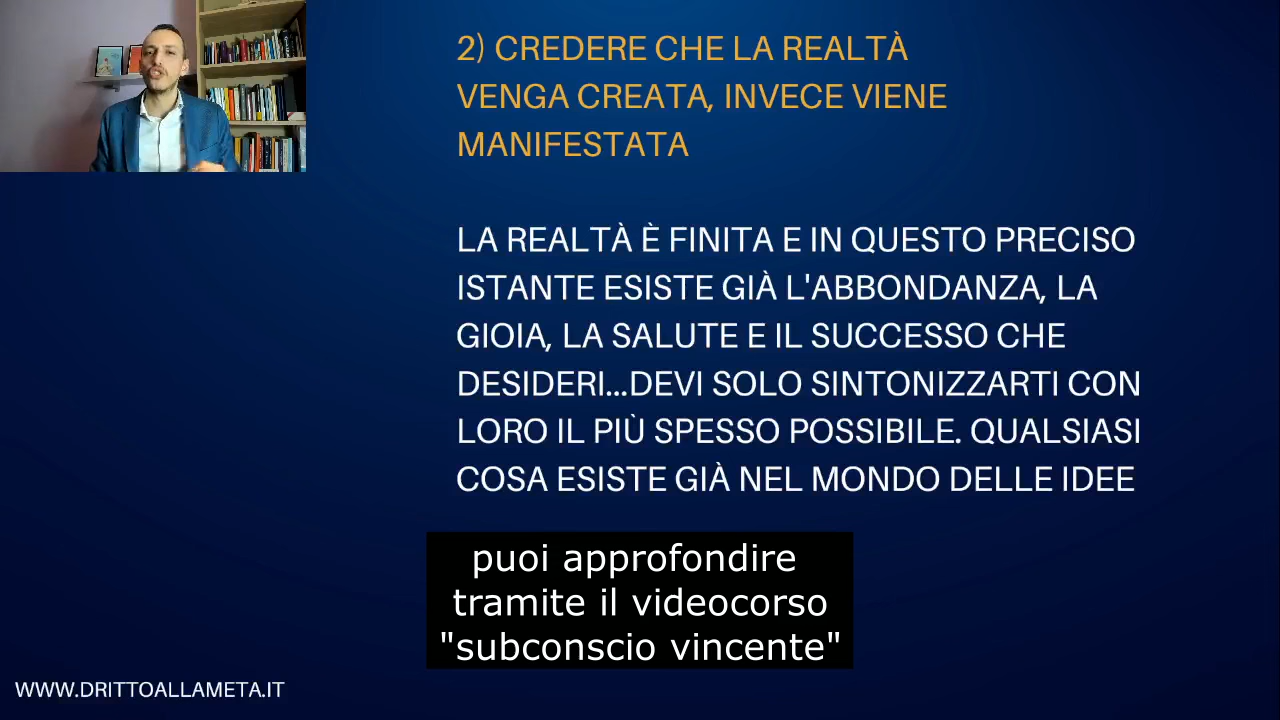 2) CREDERE CHE LA REALTÀ
VENGA CREATA, INVECE VIENE
MANIFESTATA
LA REALTÀ È FINITA E IN QUESTO PRECISO
ISTANTE ESISTE GIÀ L'ABBONDANZA, LA
GIOIA, LA SALUTE E IL SUCCESSO CHE
DESIDERI...DEVI SOLO SINTONIZZARTI CON
LORO IL PIÙ SPESSO POSSIBILE. QUALSIASI
COSA ESISTE GIÀ NEL MONDO DELLE IDEE
puoi approfondire
tramite il videocorso
"subconscio vincente"
WWW.DRITTOALLAMETA.IT